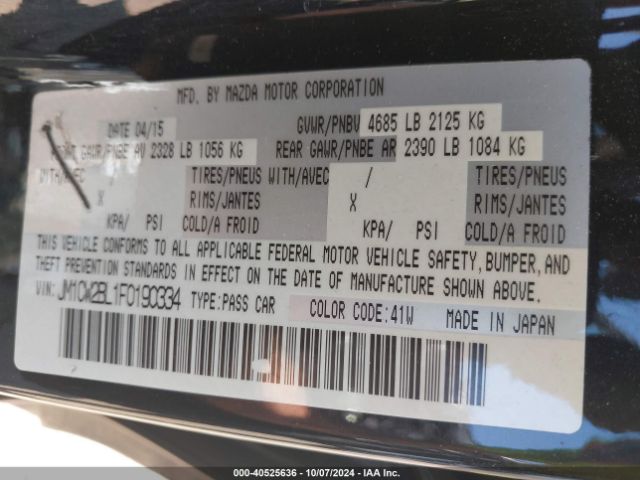 MFD. BY MAZDA MOTOR CORPORATION
DATE 04/15 GVWR/PNBV 4685 LB 2125 KG
GAWR/PNBE AV 2328 LB 1056 KG REAR GAWR/PNBE AR 2390 LB 1084 KG
WITH/AVEC / TIRES/PNEUS WITH/AVEC / TIRES/PNEUS
X RIMS/JANTES X RIMS/JANTES
KPA/ PSI COLD/A FROID KPA/ PSI COLD/A FROID
THIS VEHICLE CONFORMS TO ALL APPLICABLE FEDERAL MOTOR VEHICLE SAFETY, BUMPER, AND
THEFT PREVENTION STANDARDS IN EFFECT ON THE DATE OF MANUFACTURE SHOWN ABOVE.
VIN: JM1CW2BL1F0190334 TYPE:PASS CAR COLOR CODE:41W MADE IN JAPAN
000-40525636 - 10/07/2024 - IAA Inc.